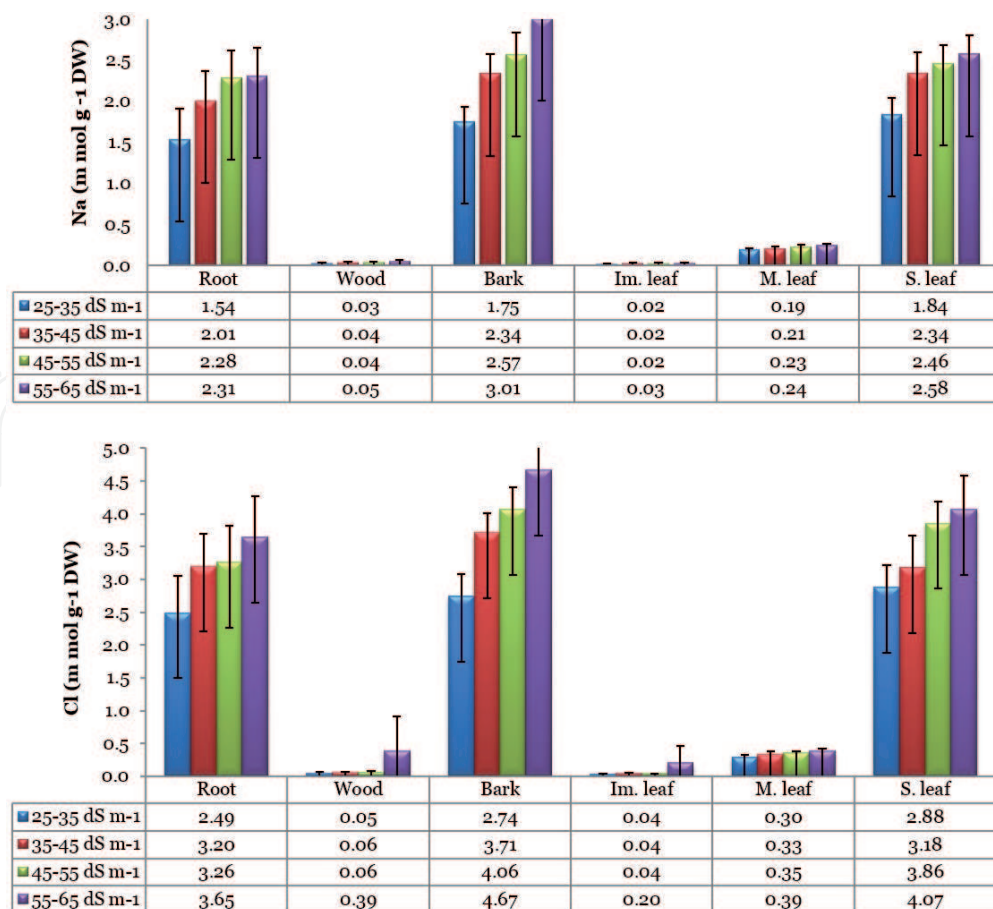 3.0
2.5
2.0
1.5
1.0
0.5
0.0
Na (m mol g -1 DW)
Root Wood Bark Im. leaf M. leaf S. leaf
25-35 dS m-1 1.54 0.03 1.75 0.02 0.19 1.84
35-45 dS m-1 2.01 0.04 2.34 0.02 0.21 2.34
45-55 dS m-1 2.28 0.04 2.57 0.02 0.23 2.46
55-65 dS m-1 2.31 0.05 3.01 0.03 0.24 2.58
5.0
4.5
4.0
3.5
3.0
2.5
2.0
1.5
1.0
0.5
0.0
Cl (m mol g-1 DW)
Root Wood Bark Im. leaf M. leaf S. leaf
25-35 dS m-1 2.49 0.05 2.74 0.04 0.30 2.88
35-45 dS m-1 3.20 0.06 3.71 0.04 0.33 3.18
45-55 dS m-1 3.26 0.06 4.06 0.04 0.35 3.86
55-65 dS m-1 3.65 0.39 4.67 0.20 0.39 4.07